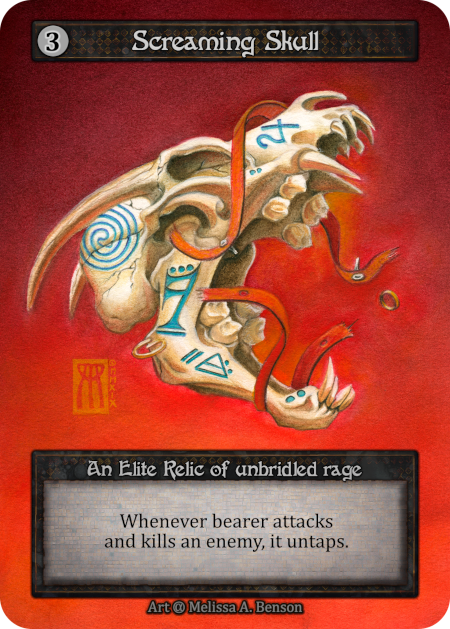 3
Screaming Skull
An Elite Relic of unbridled rage
Whenever bearer attacks
and kills an enemy, it untaps.
Art @ Melissa A. Benson